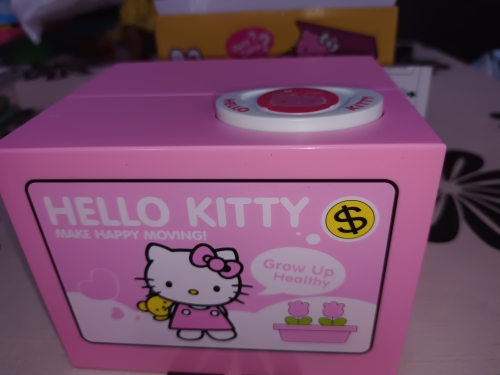 HELLO KITTY
HELLO KITTY
MAKE HAPPY MOVING!
$
Grow Up
Healthy